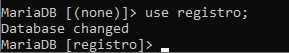 MariaDB [(none)]> use registro;
Database changed
MariaDB [registro]>